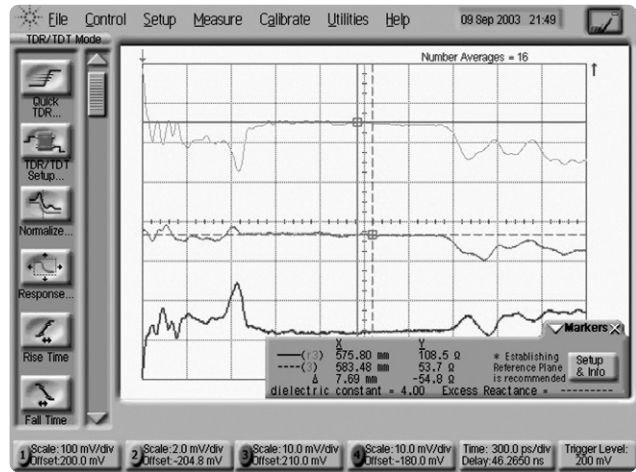 File Control Setup Measure Calibrate Utilities Help 09 Sep 2003 21:49
TDR/TDT Mode
Number Averages = 16
Quick
TDR...
TDR/TDT
Setup...
Normalize...
Response...
Rise Time
Fall Time
Markers X
X Y
(r3) 575.80 mm 108.5 Ω
----(3) 583.48 mm 53.7 Ω
Δ 7.69 mm -54.8 Ω
* Establishing
Reference Plane
is recommended
Setup
& Info
dielectric constant = 4.00 Excess Reactance = ----------
1 Scale: 100 mV/div
Offset: 200.0 mV
2 Scale: 2.0 mV/div
Offset: -204.8 mV
3 Scale: 10.0 mV/div
Offset: 210.0 mV
4 Scale: 10.0 mV/div
Offset: -180.0 mV
Time: 300.0 ps/div
Delay: 46.2650 ns
Trigger Level:
200 mV